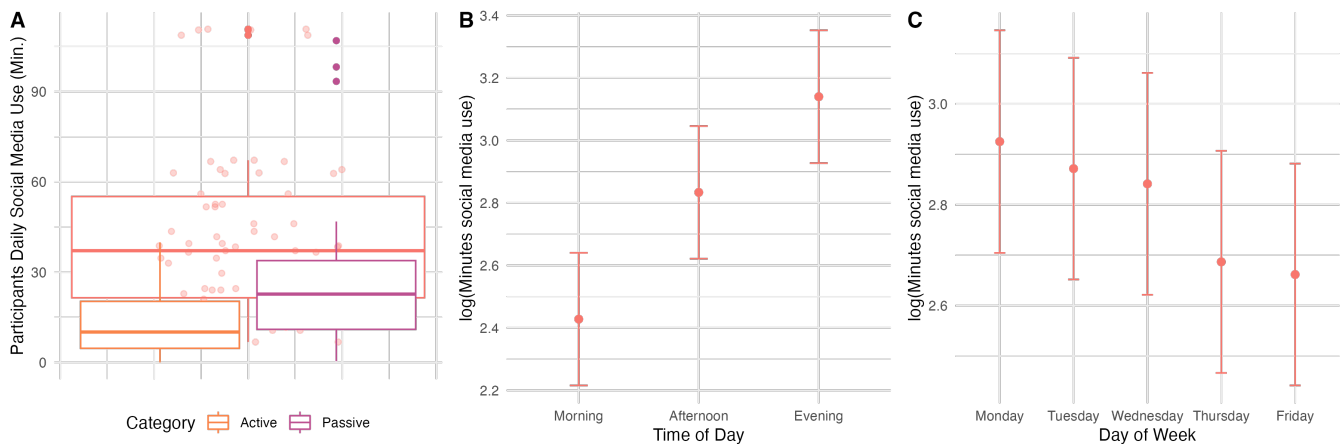 A
Participants Daily Social Media Use (Min.)
90
60
30
0
Category
Active
Passive
B
log(Minutes social media use)
3.4
3.2
3.0
2.8
2.6
2.4
2.2
Morning
Afternoon
Evening
Time of Day
C
log(Minutes social media use)
3.0
2.8
2.6
Monday
Tuesday
Wednesday
Thursday
Friday
Day of Week